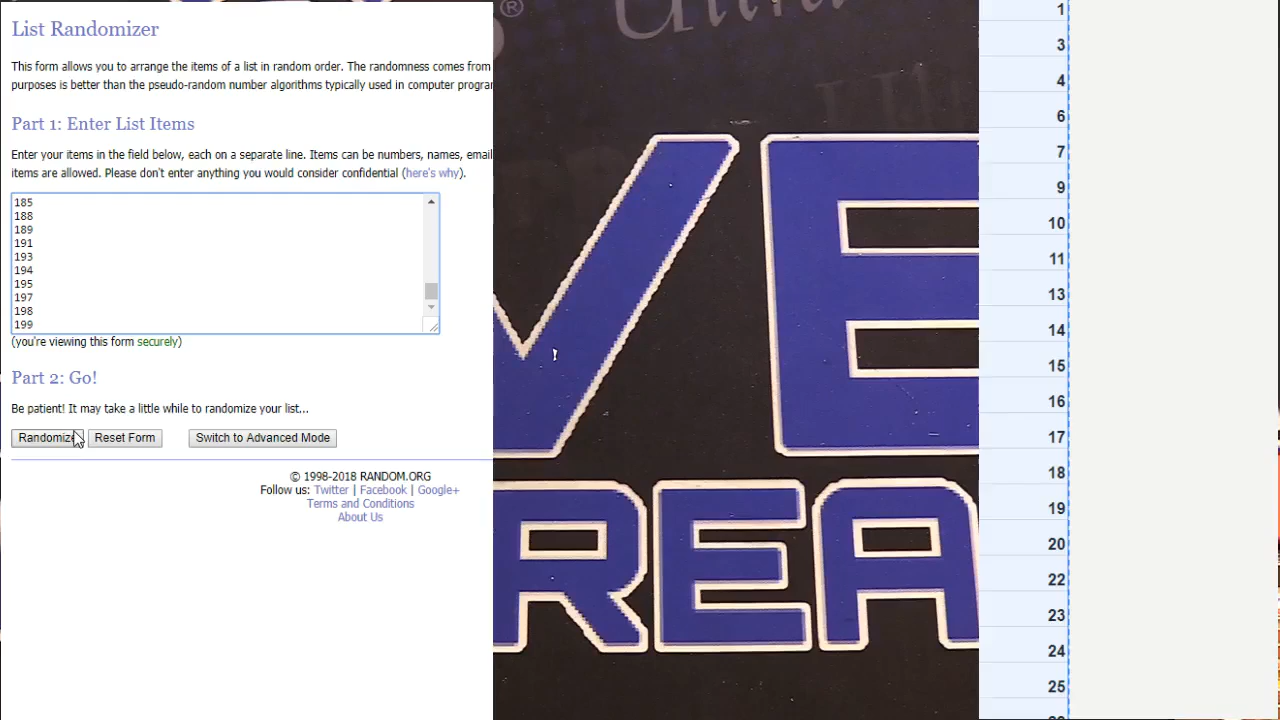 List Randomizer
This form allows you to arrange the items of a list in random order. The randomness comes from
purposes is better than the pseudo-random number algorithms typically used in computer progra
Part 1: Enter List Items
Enter your items in the field below, each on a separate line. Items can be numbers, names, email
items are allowed. Please don't enter anything you would consider confidential (here's why).
185
188
189
191
193
194
195
197
198
199
(you're viewing this form securely)
Part 2: Go!
Be patient! It may take a little while to randomize your list...
Randomize Reset Form Switch to Advanced Mode
© 1998-2018 RANDOM.ORG
Follow us: Twitter | Facebook | Google+
Terms and Conditions
About Us
®
VE
REA
1
3
4
6
7
9
10
11
13
14
15
16
17
18
19
20
22
23
24
25